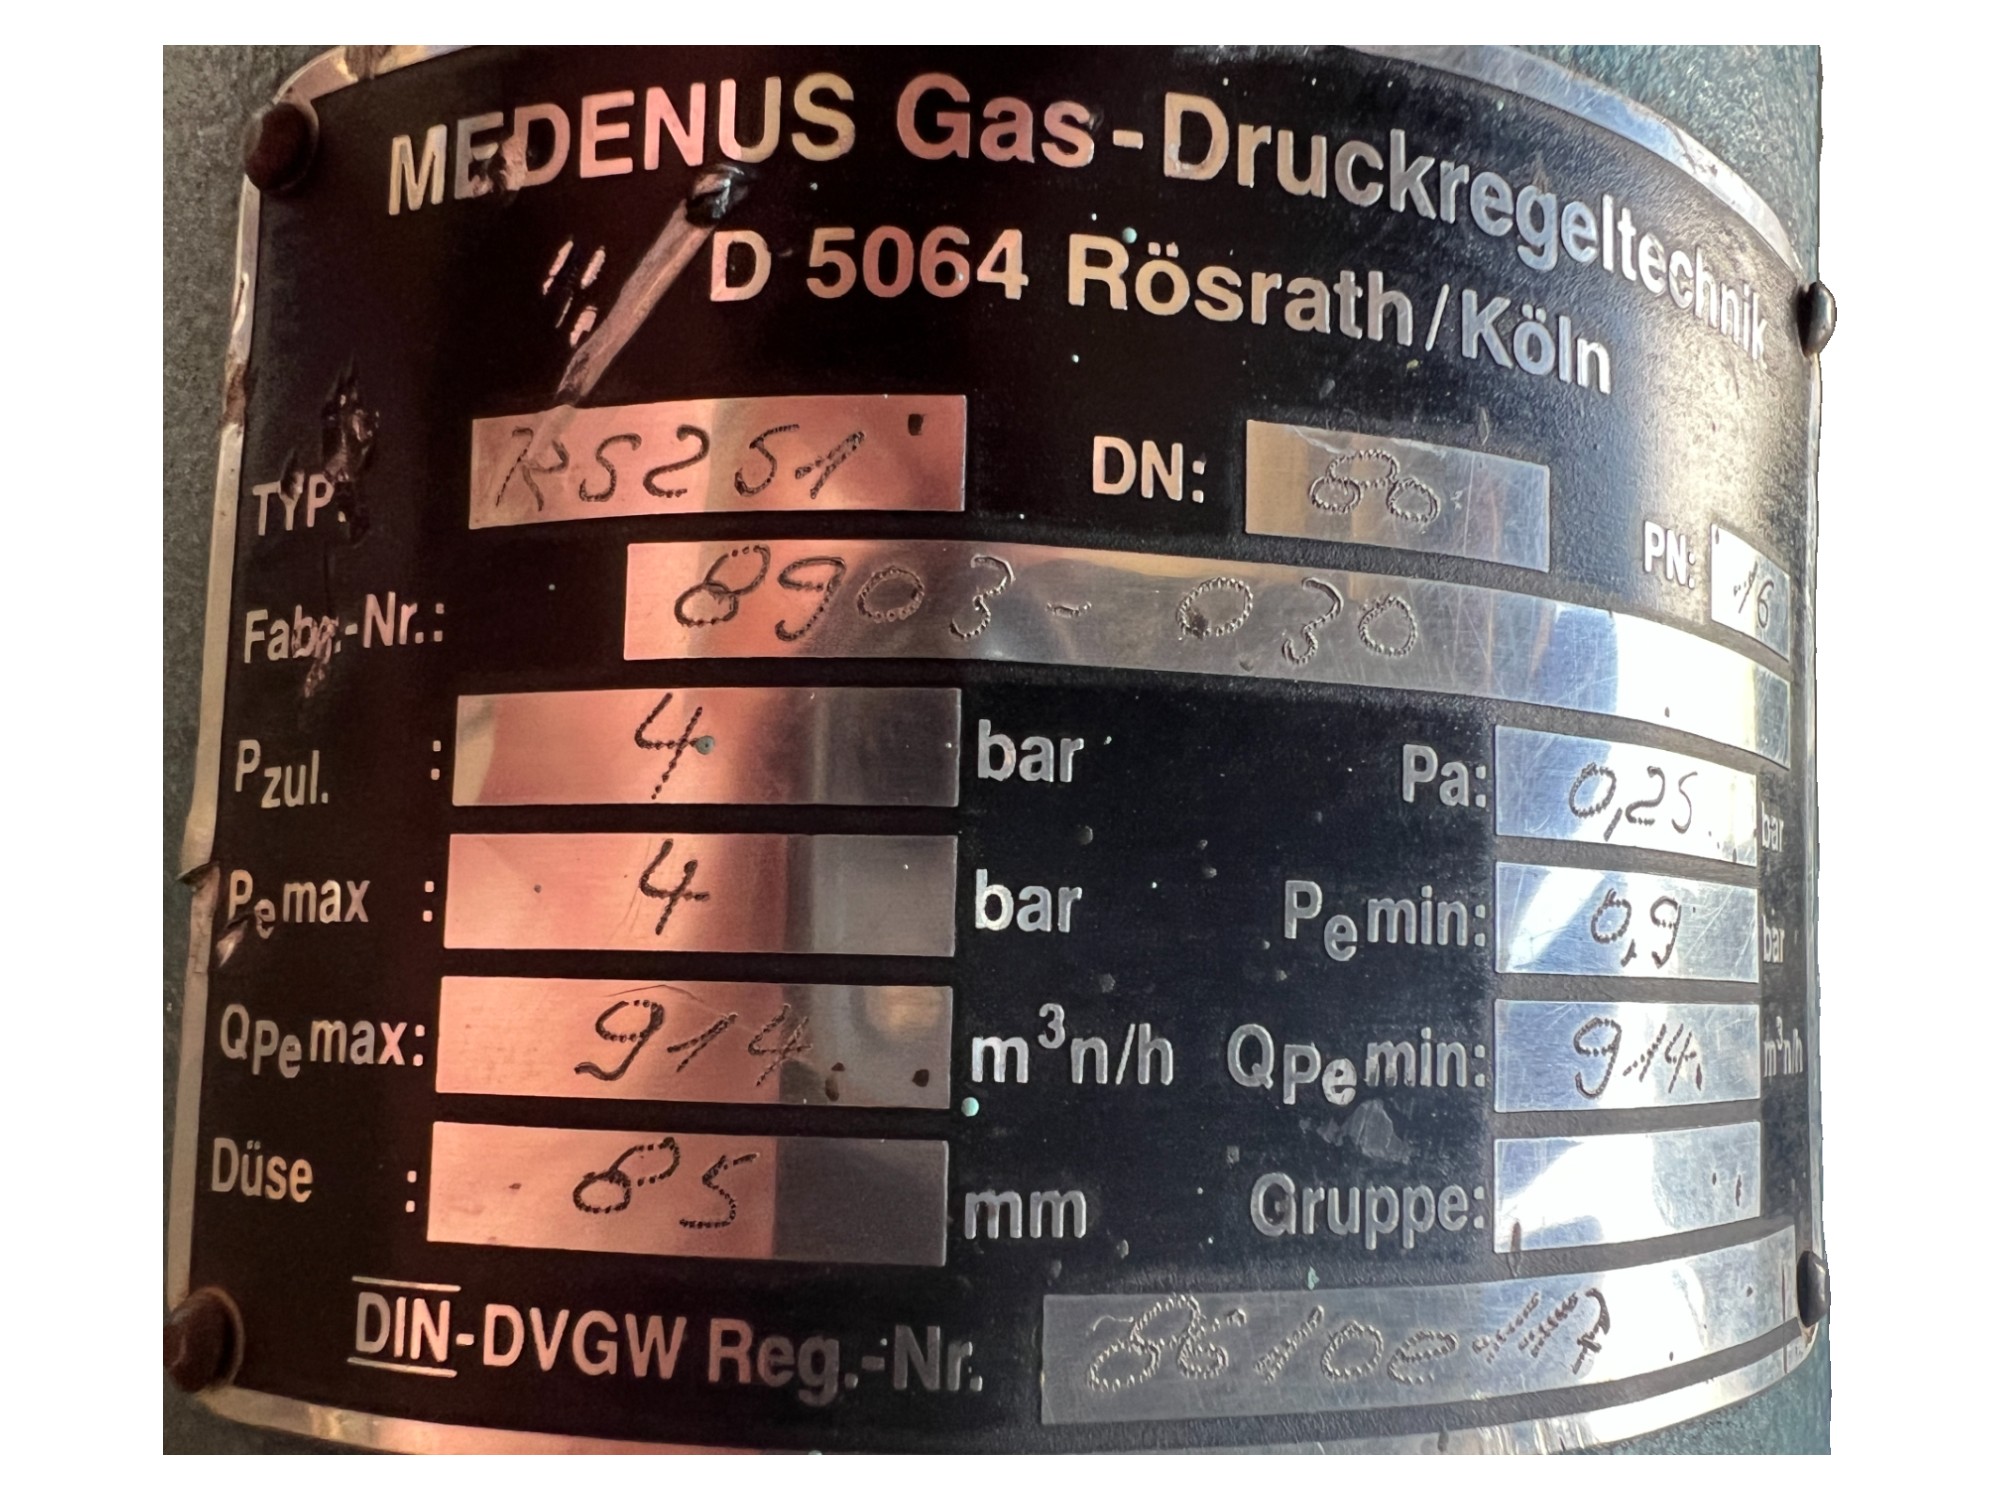 MEDENUS Gas-Druckregeltechnik
D 5064 Rösrath/Köln
TYP: RS251 DN: 80 PN: 16
Fabr.-Nr.: 8903-030
Pzul. : 4 bar Pa: 0,25 bar
Pe max : 4 bar Pe min: 0,9 bar
QPe max: 914 m³n/h QPe min: 914 m³n/h
Düse : 85 mm Gruppe:
DIN-DVGW Reg.-Nr.